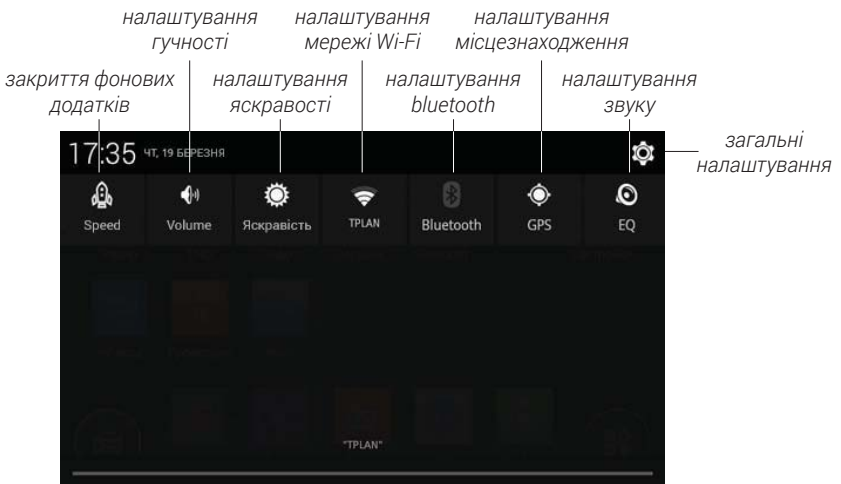 налаштування
гучності
налаштування
мережі Wi-Fi
налаштування
місцезнаходження
закриття фонових
додатків
налаштування
яскравості
налаштування
bluetooth
налаштування
звуку
загальні
налаштування
17:35 ЧТ, 19 БЕРЕЗНЯ
Speed Volume Яскравість TPLAN Bluetooth GPS EQ
"TPLAN"